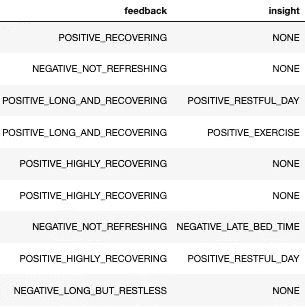 feedback insight
POSITIVE_RECOVERING NONE
NEGATIVE_NOT_REFRESHING NONE
POSITIVE_LONG_AND_RECOVERING POSITIVE_RESTFUL_DAY
POSITIVE_LONG_AND_RECOVERING POSITIVE_EXERCISE
POSITIVE_HIGHLY_RECOVERING NONE
POSITIVE_HIGHLY_RECOVERING NONE
NEGATIVE_NOT_REFRESHING NEGATIVE_LATE_BED_TIME
POSITIVE_HIGHLY_RECOVERING POSITIVE_RESTFUL_DAY
NEGATIVE_LONG_BUT_RESTLESS NONE